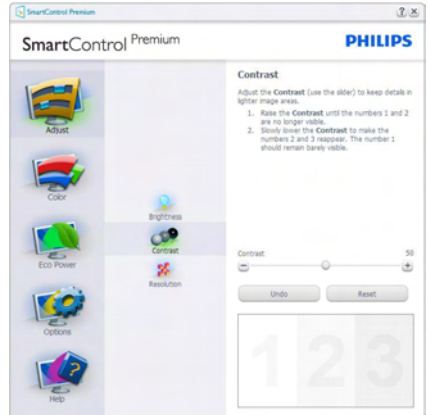 SmartControl Premium
? x
SmartControl Premium
PHILIPS
Adjust
Color
Eco Power
Options
Help
Brightness
Contrast
Resolution
Contrast
Adjust the Contrast (use the slider) to keep details in
lighter image areas.
1. Raise the Contrast until the numbers 1 and 2
are no longer visible.
2. Slowly lower the Contrast to make the
numbers 2 and 3 reappear. The number 1
should remain barely visible.
Contrast
50
Undo
Reset
1 2 3